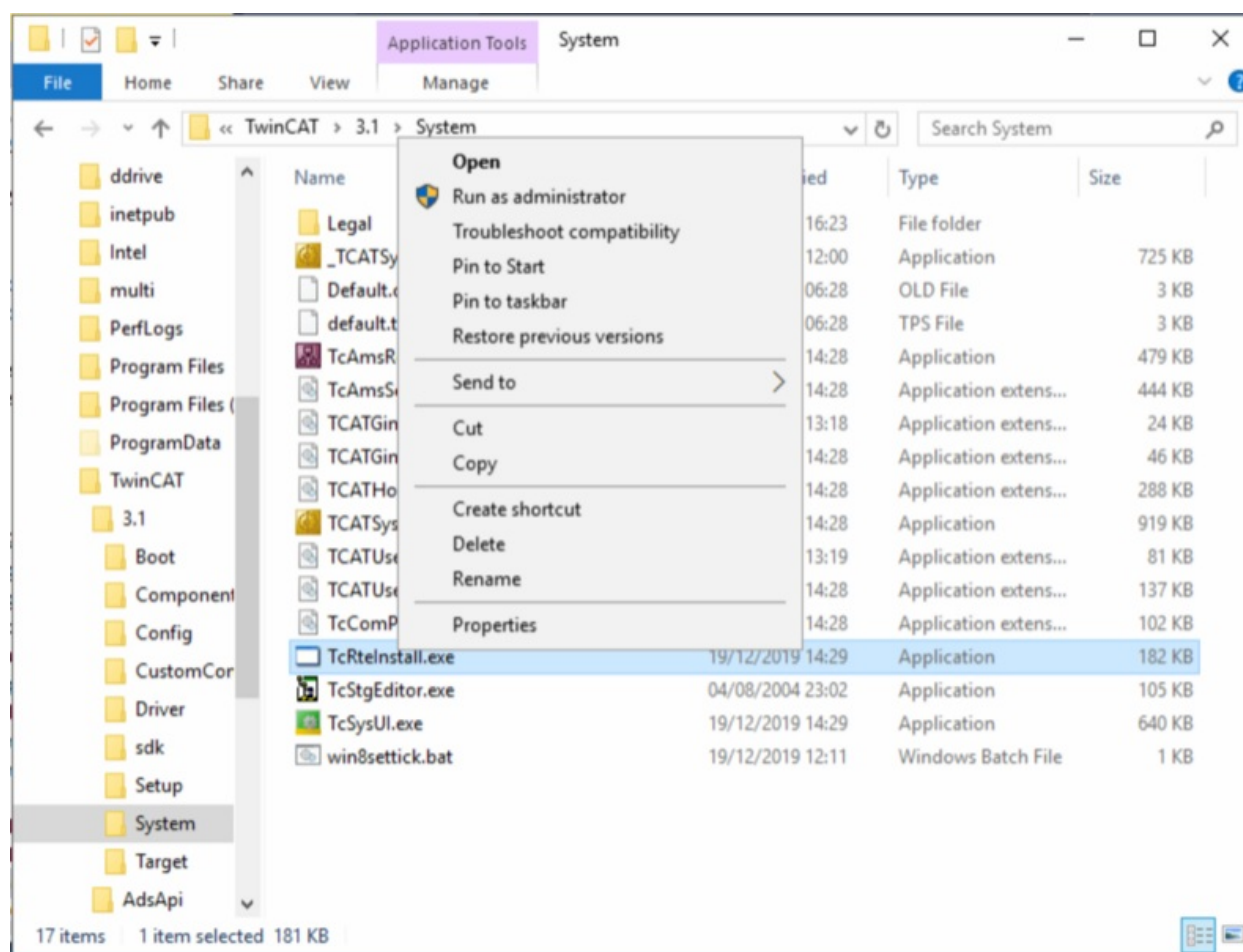 Application Tools System
File Home Share View Manage
« TwinCAT > 3.1 > System Search System
ddrive
inetpub
Intel
multi
PerfLogs
Program Files
Program Files (
ProgramData
TwinCAT
3.1
Boot
Component
Config
CustomCor
Driver
sdk
Setup
System
Target
AdsApi
Name ied Type Size
Legal 16:23 File folder
_TCATSy 12:00 Application 725 KB
Default.o 06:28 OLD File 3 KB
default.t 06:28 TPS File 3 KB
TcAmsR 14:28 Application 479 KB
TcAmsSe 14:28 Application extens... 444 KB
TCATGin 13:18 Application extens... 24 KB
TCATGin 14:28 Application extens... 46 KB
TCATHo 14:28 Application extens... 288 KB
TCATSys 14:28 Application 919 KB
TCATUse 13:19 Application extens... 81 KB
TCATUse 14:28 Application extens... 137 KB
TcComP 14:28 Application extens... 102 KB
TcRteInstall.exe 19/12/2019 14:29 Application 182 KB
TcStgEditor.exe 04/08/2004 23:02 Application 105 KB
TcSysUI.exe 19/12/2019 14:29 Application 640 KB
win8settick.bat 19/12/2019 12:11 Windows Batch File 1 KB
Open
Run as administrator
Troubleshoot compatibility
Pin to Start
Pin to taskbar
Restore previous versions
Send to
Cut
Copy
Create shortcut
Delete
Rename
Properties
17 items 1 item selected 181 KB